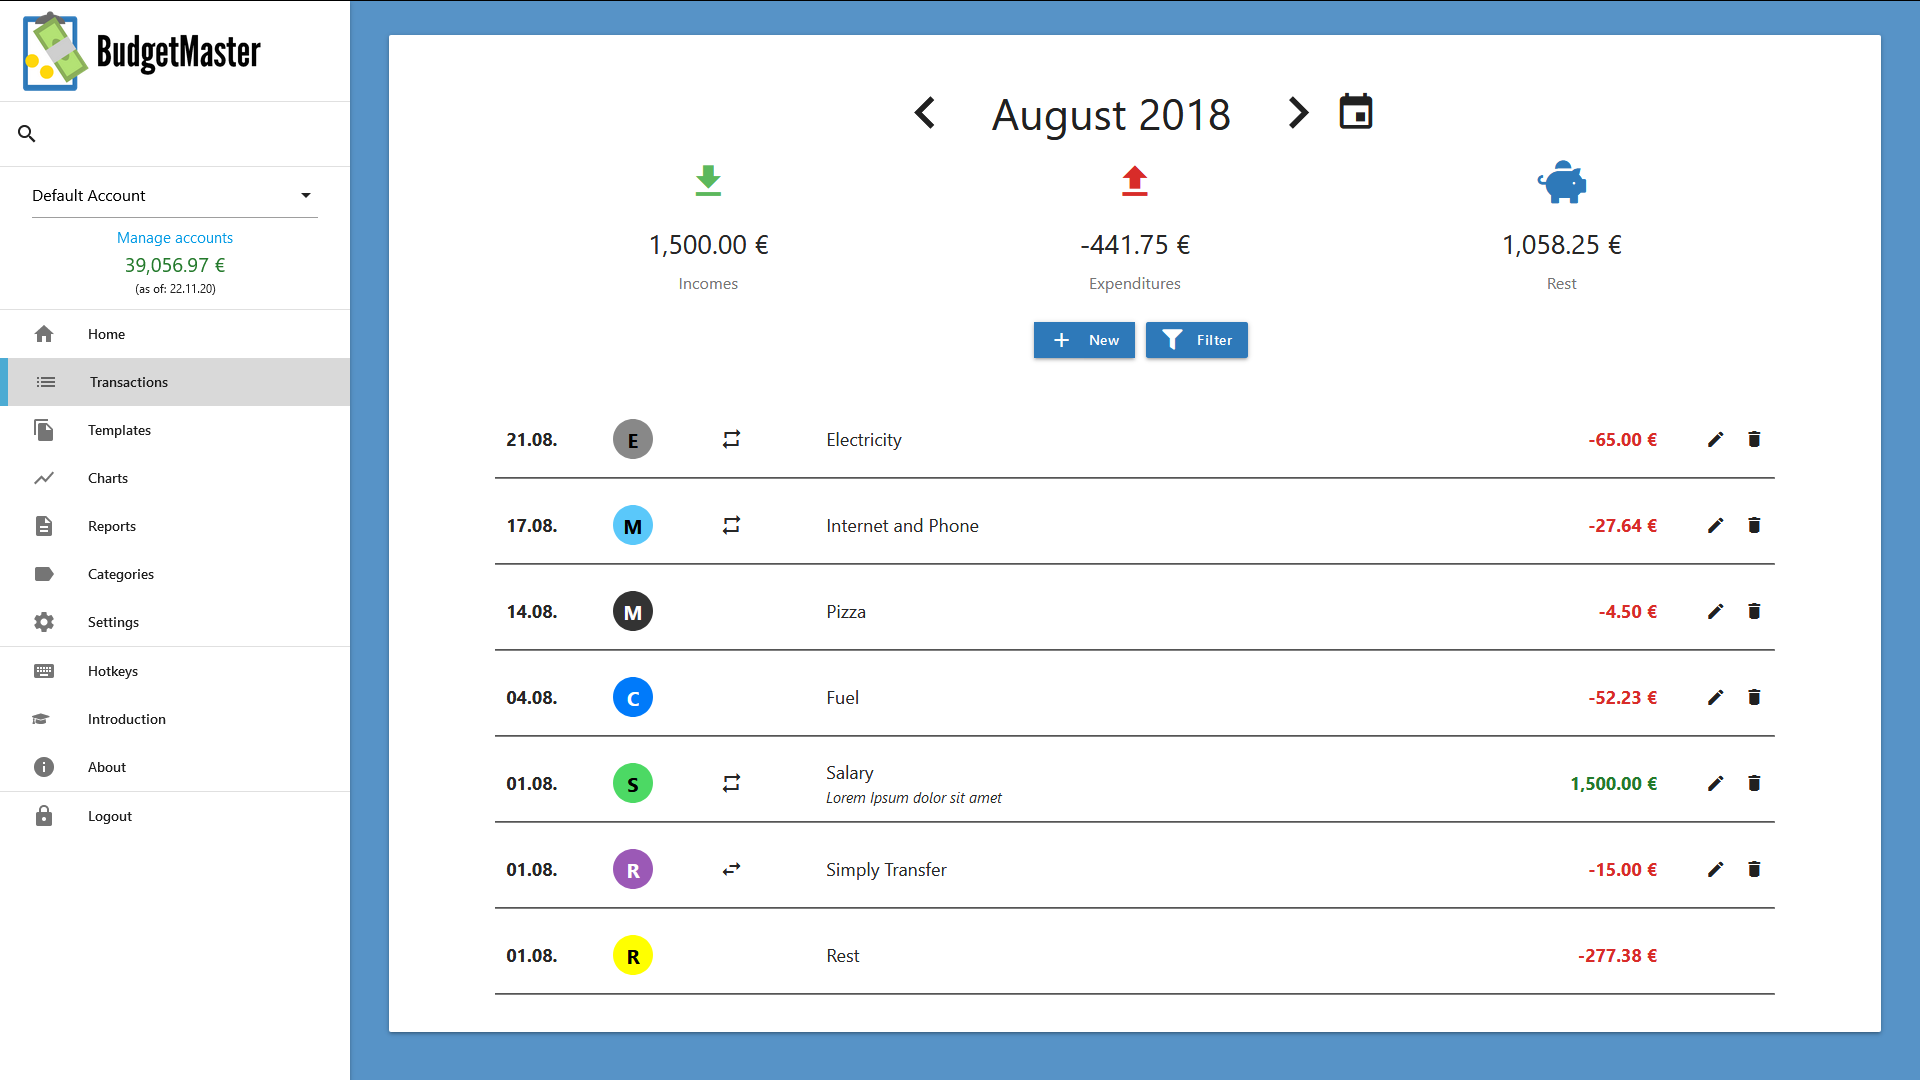 BudgetMaster
Default Account
Manage accounts
39,056.97 €
(as of: 22.11.20)
Home
Transactions
Templates
Charts
Reports
Categories
Settings
Hotkeys
Introduction
About
Logout
August 2018
1,500.00 €
Incomes
-441.75 €
Expenditures
1,058.25 €
Rest
New
Filter
21.08. E Electricity -65.00 €
17.08. M Internet and Phone -27.64 €
14.08. M Pizza -4.50 €
04.08. C Fuel -52.23 €
01.08. S Salary 1,500.00 €
Lorem Ipsum dolor sit amet
01.08. R Simply Transfer -15.00 €
01.08. R Rest -277.38 €